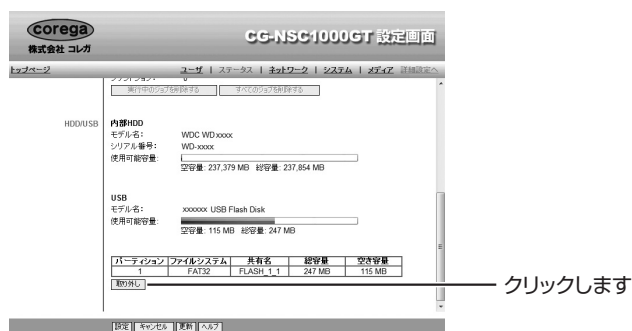 corega
株式会社 コレガ
CG-NSC1000GT 設定画面
トップページ ユーザ | ステータス | ネットワーク | システム | メディア 詳細設定へ
実行中のジョブを削除する すべてのジョブを削除する
HDD/USB 内部HDD
モデル名: WDC WD xxxx
シリアル番号: WD-xxxx
使用可能容量:
空容量: 237,379 MB 総容量: 237,854 MB
USB
モデル名: xxxxxx USB Flash Disk
使用可能容量:
空容量: 115 MB 総容量: 247 MB
パーティション ファイルシステム 共有名 総容量 空き容量
1 FAT32 FLASH_1_1 247 MB 115 MB
取り外し クリックします
設定 キャンセル 更新 ヘルプ